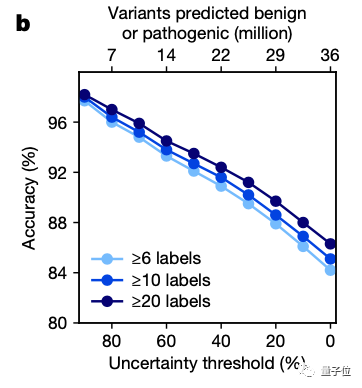 b
Variants predicted benign
or pathogenic (million)
7 14 22 29 36
Accuracy (%)
96
92
88
84
80
≥6 labels
≥10 labels
≥20 labels
80 60 40 20 0
Uncertainty threshold (%)
量子位